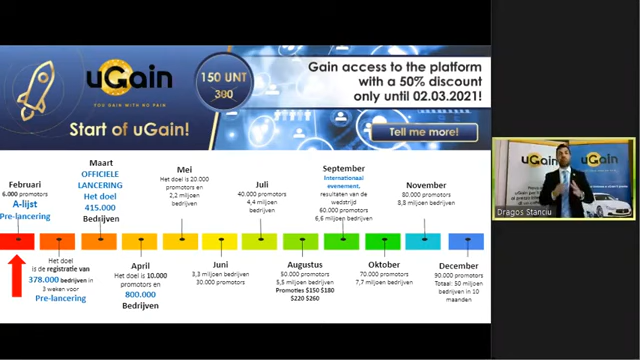 uGain
YOU GAIN WITH NO PAIN
Start of uGain!
150 UNT
300
Gain access to the platform
with a 50% discount
only until 02.03.2021!
Tell me more!
Februari
6.000 promotors
A-lijst
Pre-lancering
Het doel
is de registratie van
378.000 bedrijven in
3 weken voor
Pre-lancering
Maart
OFFICIELE
LANCERING
Het doel
415.000
Bedrijven
April
Het doel is 10.000
promotors en
800.000
Bedrijven
Mei
Het doel is 20.000
promotors en
2,2 miljoen
bedrijven
Juni
3,3 miljoen bedrijven
30.000 promotors
Juli
40.000 promotors
4,4 miljoen
bedrijven
Augustus
50.000 promotors
5,5 miljoen bedrijven
Promoties $150 $180
$220 $260
September
Internationaal
evenement,
resultaten van de
wedstrijd
60.000 promotors
6,6 miljoen bedrijven
Oktober
70.000 promotors
7,7 miljoen bedrijven
November
80.000 promotors
8,8 miljoen bedrijven
December
90.000 promotors
Totaal: 50 miljoen
bedrijven in 10
maanden
uGain
uGain
Dragos Stanciu